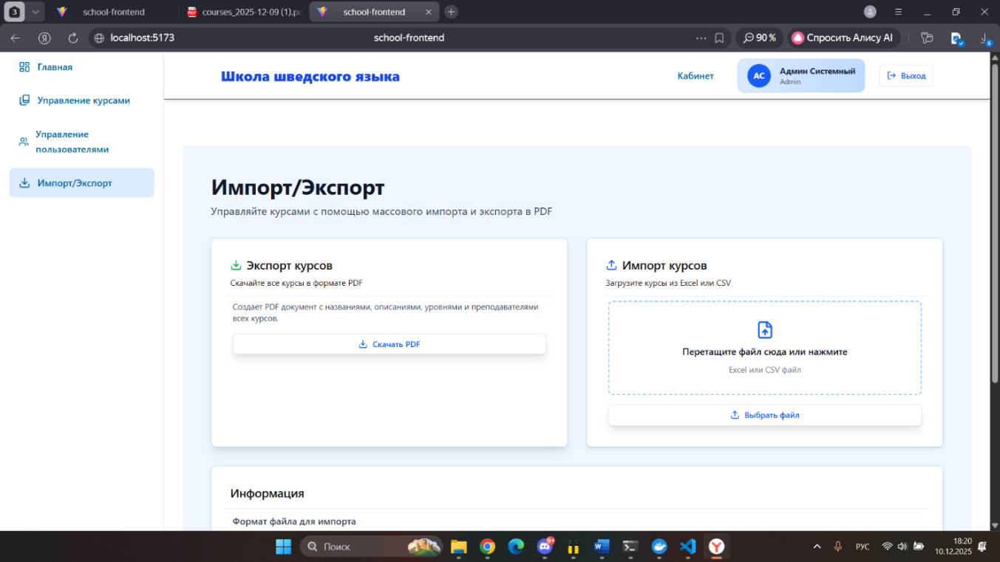 3
school-frontend
PDF
courses_2025-12-09 (1).pd
school-frontend
localhost:5173
school-frontend
90 %
Спросить Алису AI
6
Главная
Управление курсами
Управление
пользователями
Импорт/Экспорт
Школа шведского языка
Кабинет
АС
Админ Системный
Admin
Выход
Импорт/Экспорт
Управляйте курсами с помощью массового импорта и экспорта в PDF
Экспорт курсов
Скачайте все курсы в формате PDF
Создает PDF документ с названиями, описаниями, уровнями и преподавателями
всех курсов.
Скачать PDF
Импорт курсов
Загрузите курсы из Excel или CSV
Перетащите файл сюда или нажмите
Excel или CSV файл
Выбрать файл
Информация
Формат файла для импорта
Поиск
9+
РУС
18:20
10.12.2025